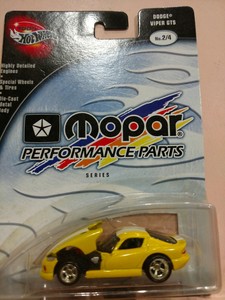 Hot Wheels
DODGE®
VIPER GTS
No.2/4
Highly Detailed
Engines
Special Wheels
& Tires
Die-Cast
Metal
Body
Mopar
PERFORMANCE PARTS
SERIES